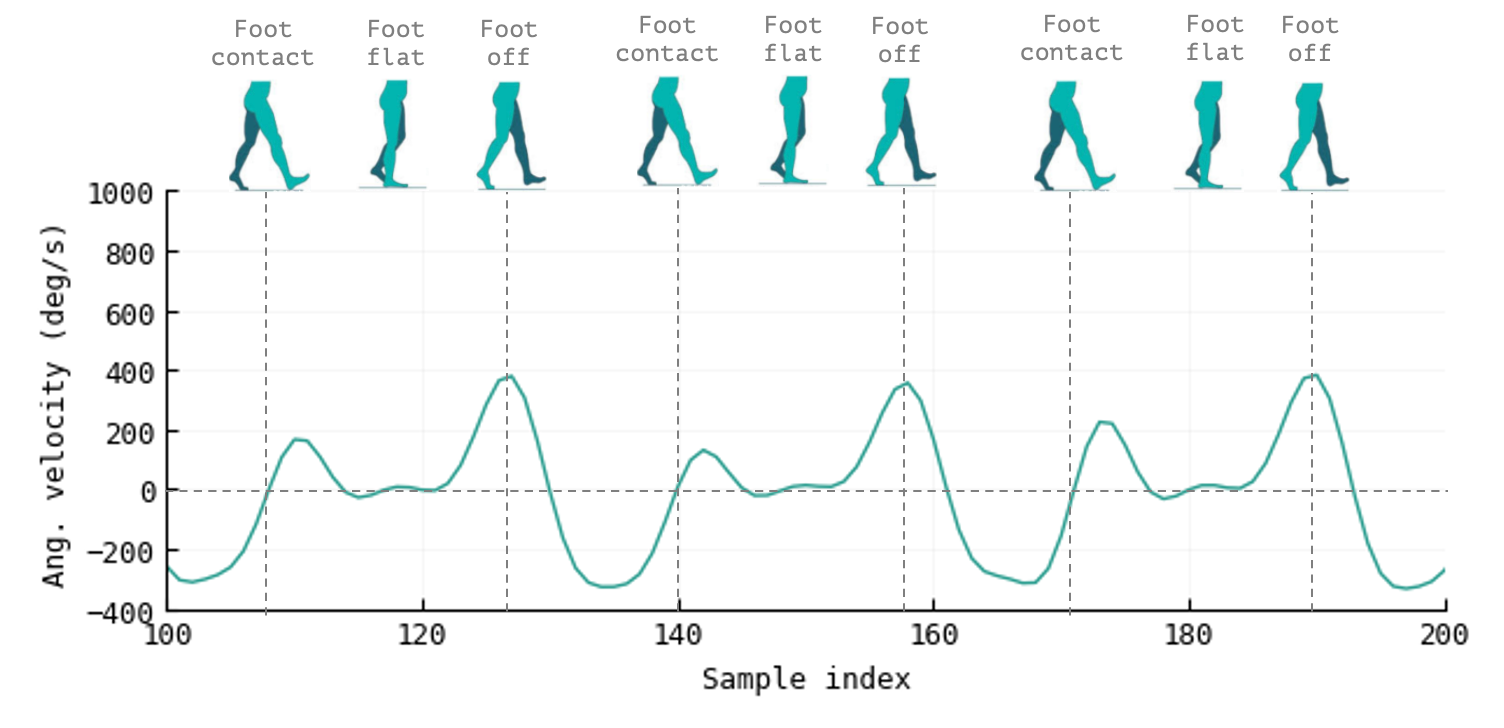 Foot contact
Foot flat
Foot off
Foot contact
Foot flat
Foot off
Foot contact
Foot flat
Foot off
1000
800
600
400
200
0
−200
−400
Ang. velocity (deg/s)
100 120 140 160 180 200
Sample index